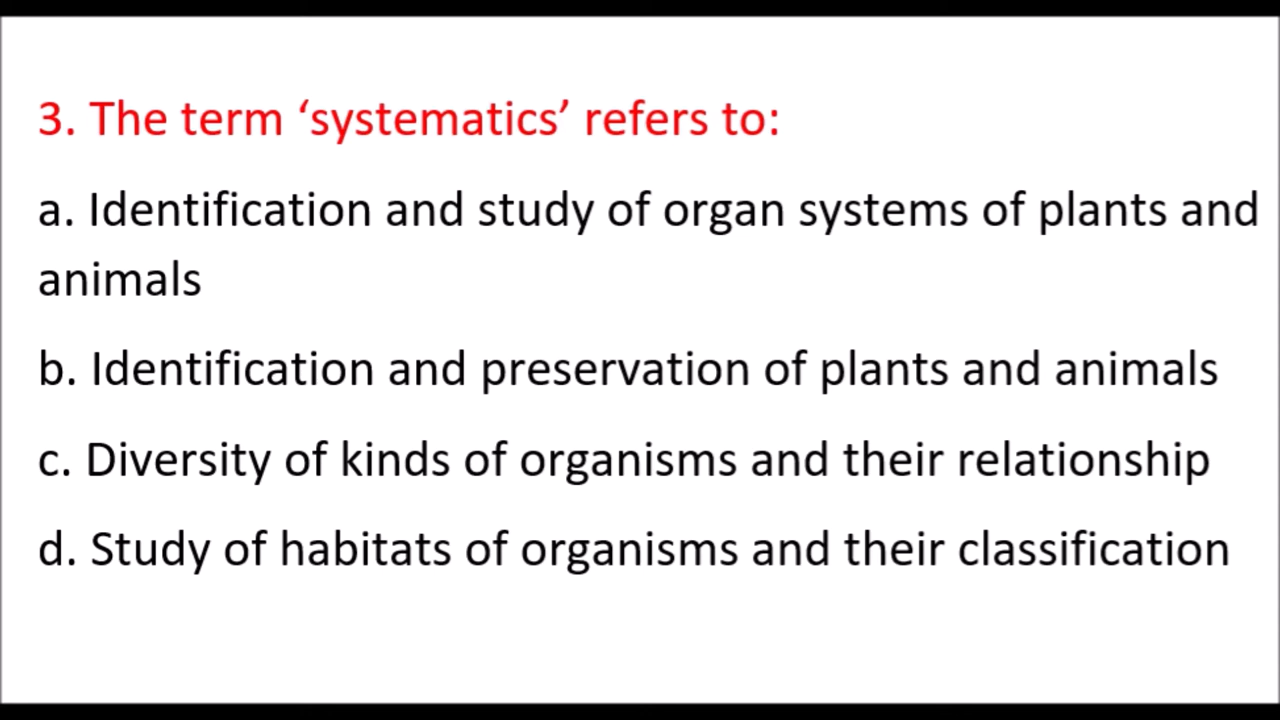 3. The term ‘systematics’ refers to:
a. Identification and study of organ systems of plants and
animals
b. Identification and preservation of plants and animals
c. Diversity of kinds of organisms and their relationship
d. Study of habitats of organisms and their classification